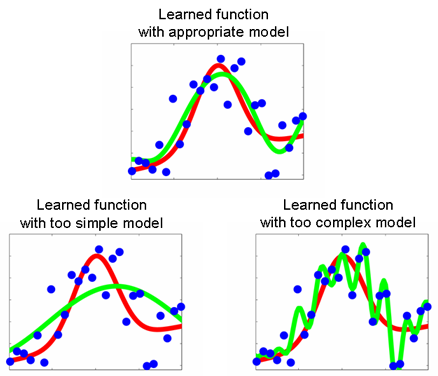 Learned function
with appropriate model
Learned function
with too simple model
Learned function
with too complex model